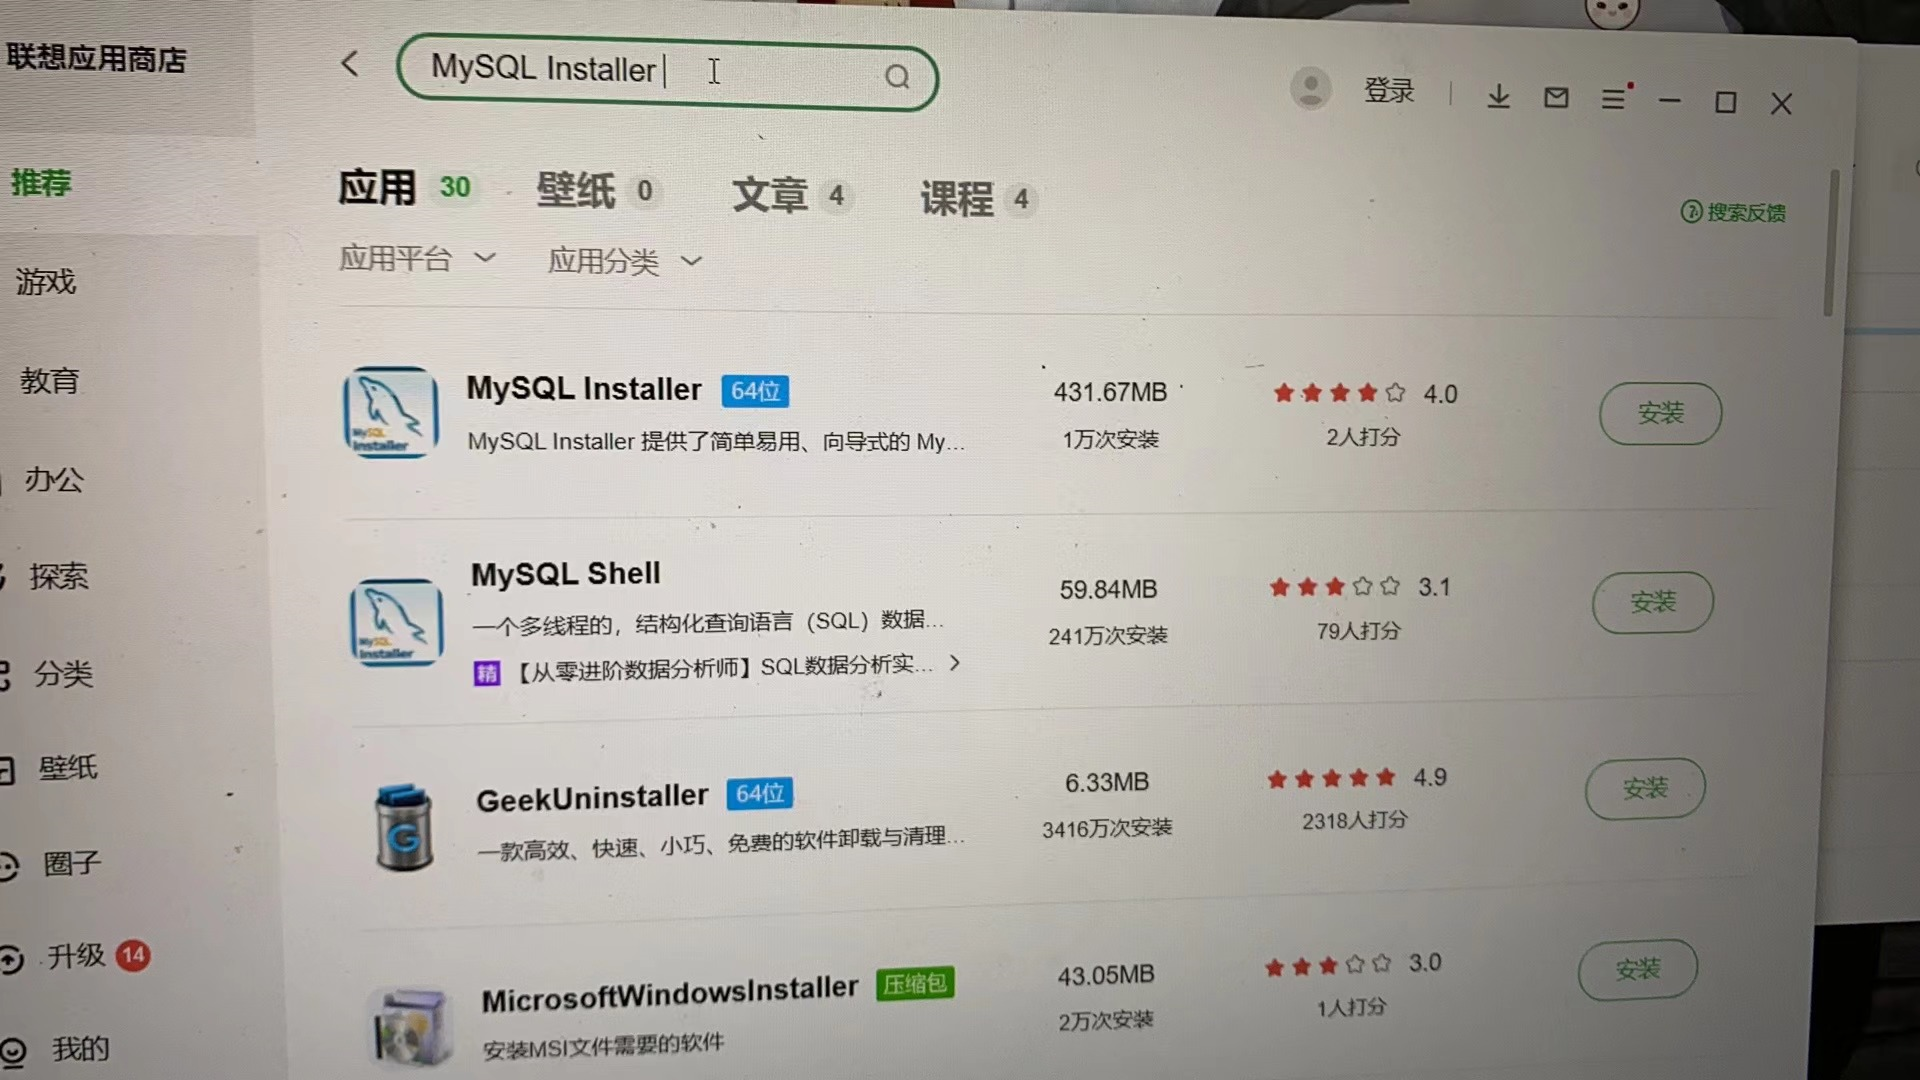 联想应用商店
MySQL Installer
登录
推荐
游戏
教育
办公
探索
分类
壁纸
圈子
升级 14
我的
应用 30 壁纸 0 文章 4 课程 4
搜索反馈
应用平台 应用分类
MySQL Installer 64位
MySQL Installer 提供了简单易用、向导式的 My...
431.67MB
1万次安装
4.0
2人打分
安装
MySQL Shell
一个多线程的，结构化查询语言（SQL）数据...
精 【从零进阶数据分析师】SQL数据分析实...
59.84MB
241万次安装
3.1
79人打分
安装
GeekUninstaller 64位
一款高效、快速、小巧、免费的软件卸载与清理...
6.33MB
3416万次安装
4.9
2318人打分
安装
MicrosoftWindowsInstaller 压缩包
安装MSI文件需要的软件
43.05MB
2万次安装
3.0
1人打分
安装
MySQL
Installer
MySQL
Installer